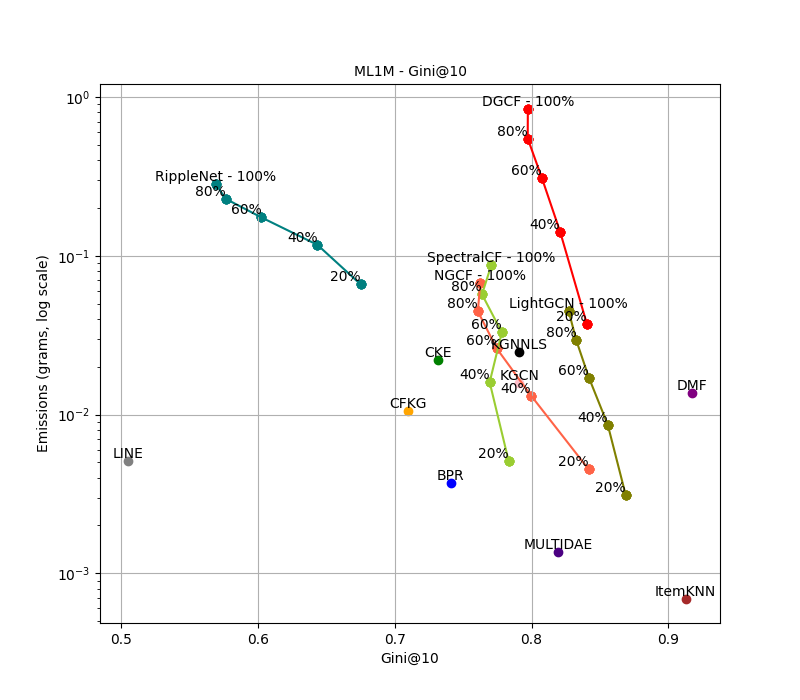 ML1M - Gini@10
Emissions (grams, log scale)
10⁰
10⁻¹
10⁻²
10⁻³
DGCF - 100%
80%
60%
40%
20%
RippleNet - 100%
80%
60%
40%
20%
SpectralCF - 100%
80%
60%
40%
20%
NGCF - 100%
80%
60%
40%
20%
LightGCN - 100%
80%
60%
40%
20%
KGNNLS
KGCN
CKE
CFKG
DMF
LINE
BPR
MULTIDAE
ItemKNN
0.5
0.6
0.7
0.8
0.9
Gini@10